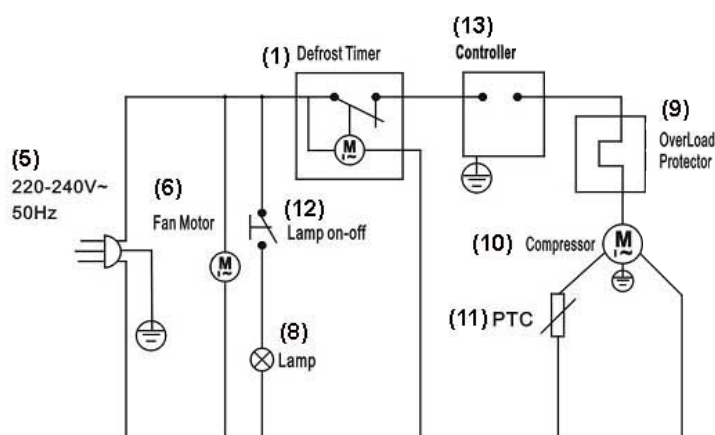 (13)
(1) Defrost Timer
Controller
(9)
OverLoad
Protector
M
~
(5)
220-240V~
50Hz
(6)
Fan Motor
(12)
Lamp on-off
M
~
(10) Compressor
M
~
(8)
Lamp
(11) PTC